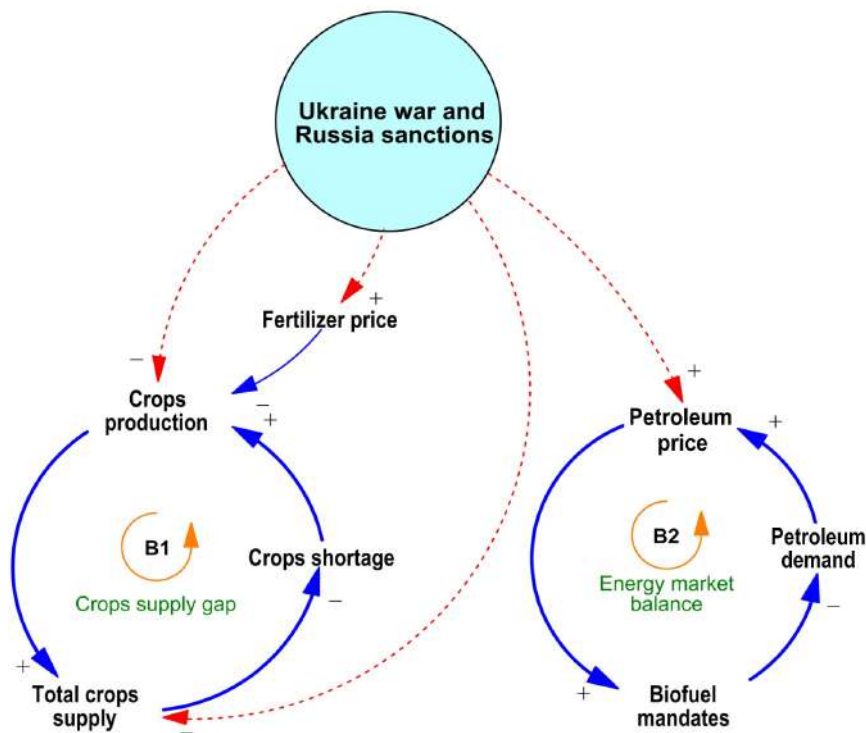 Ukraine war and
Russia sanctions
+
Fertilizer price
−
+
Crops
production
−
+
Petroleum
price
+
B1
Crops shortage
−
Crops supply gap
B2
Energy market
balance
Petroleum
demand
−
+
Total crops
supply
−
+
Biofuel
mandates